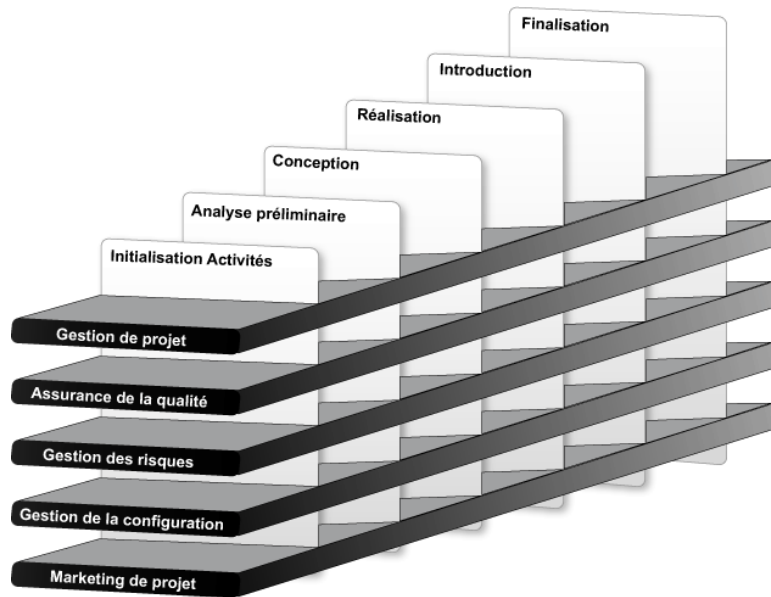 Finalisation
Introduction
Réalisation
Conception
Analyse préliminaire
Initialisation Activités
Gestion de projet
Assurance de la qualité
Gestion des risques
Gestion de la configuration
Marketing de projet